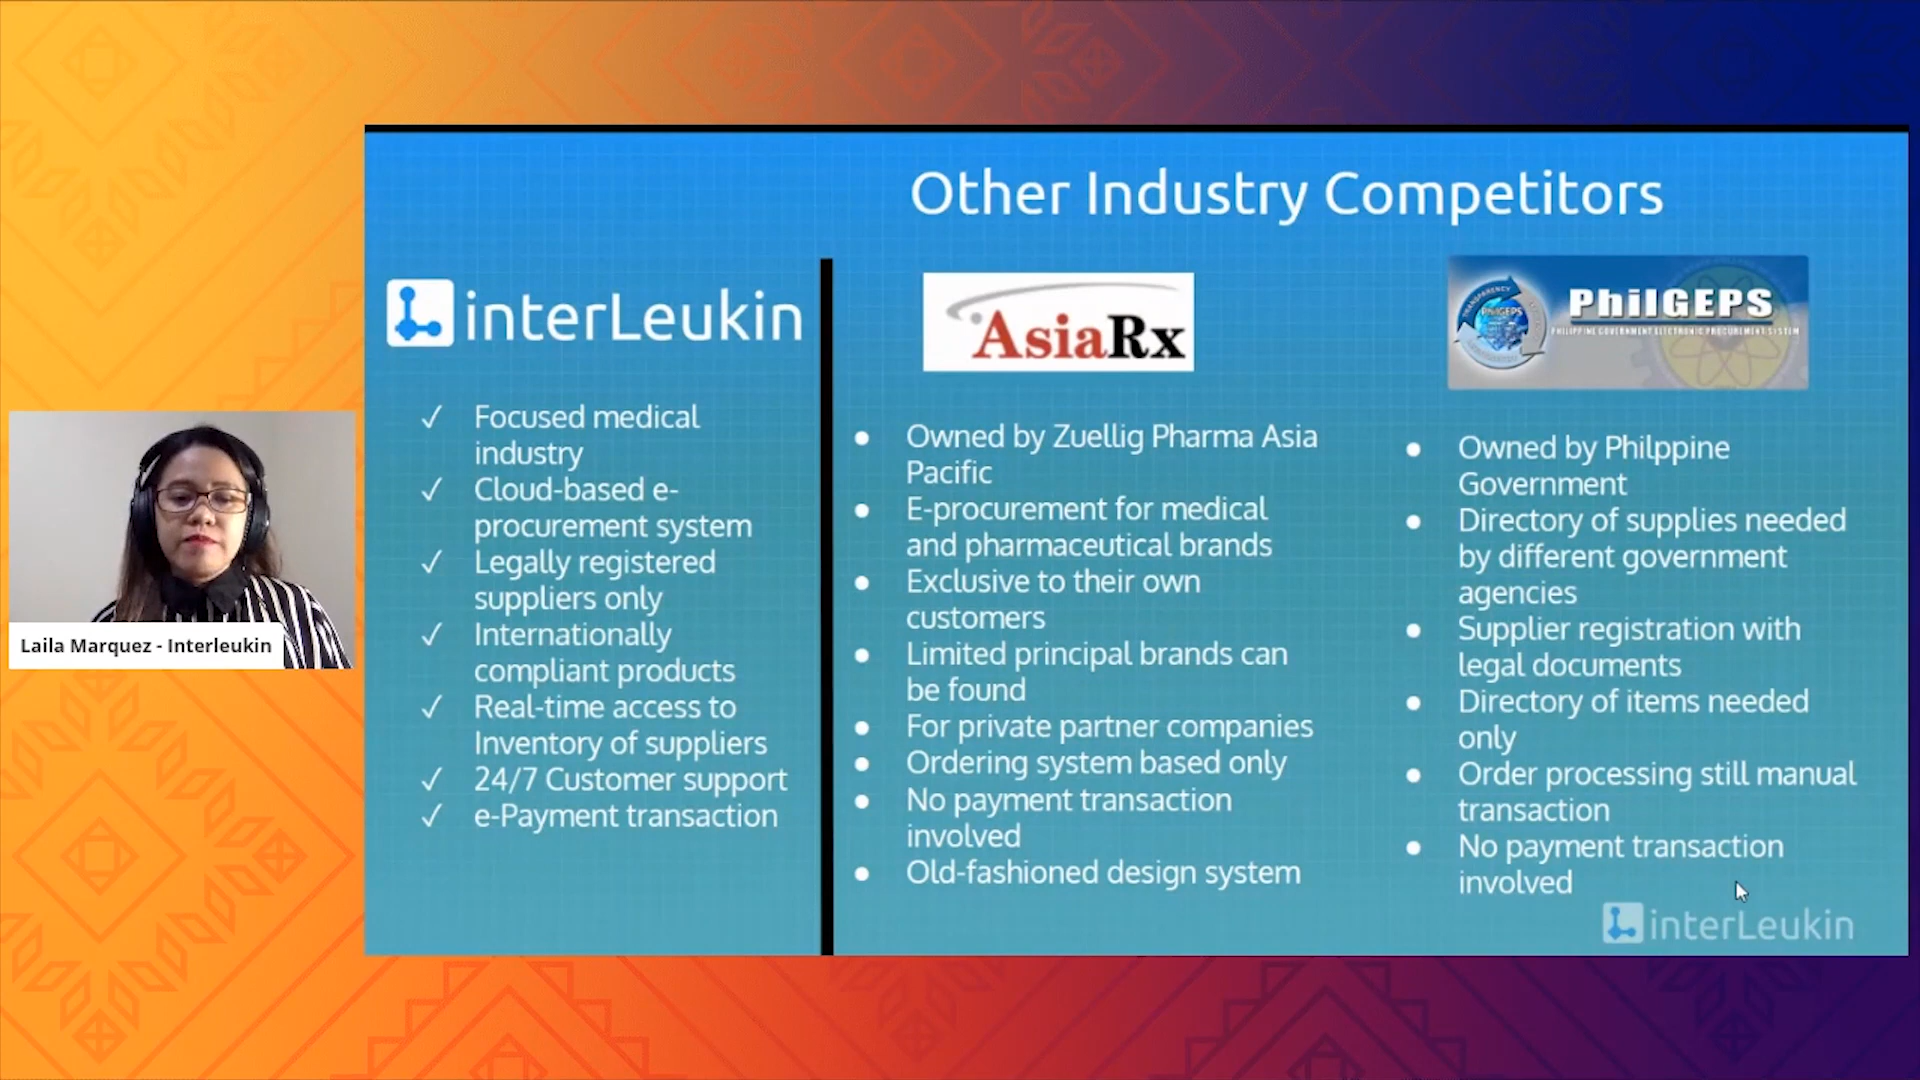 Other Industry Competitors
interLeukin
✓ Focused medical
industry
✓ Cloud-based e-
procurement system
✓ Legally registered
suppliers only
✓ Internationally
compliant products
✓ Real-time access to
Inventory of suppliers
✓ 24/7 Customer support
✓ e-Payment transaction
AsiaRx
● Owned by Zuellig Pharma Asia
Pacific
● E-procurement for medical
and pharmaceutical brands
● Exclusive to their own
customers
● Limited principal brands can
be found
● For private partner companies
● Ordering system based only
● No payment transaction
involved
● Old-fashioned design system
PhilGEPS
PHILIPPINE GOVERNMENT ELECTRONIC PROCUREMENT SYSTEM
TRANSPARENCY
PhilGEPS
● Owned by Philppine
Government
● Directory of supplies needed
by different government
agencies
● Supplier registration with
legal documents
● Directory of items needed
only
● Order processing still manual
transaction
● No payment transaction
involved
interLeukin
Laila Marquez - Interleukin